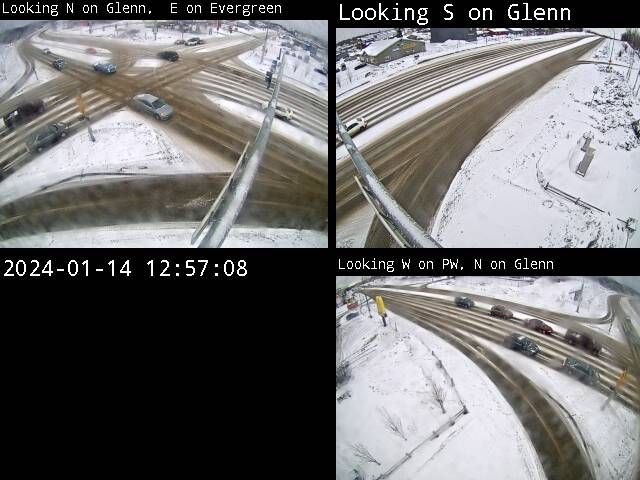 Looking N on Glenn,  E on Evergreen
Looking S on Glenn
2024-01-14 12:57:08
Looking W on PW, N on Glenn